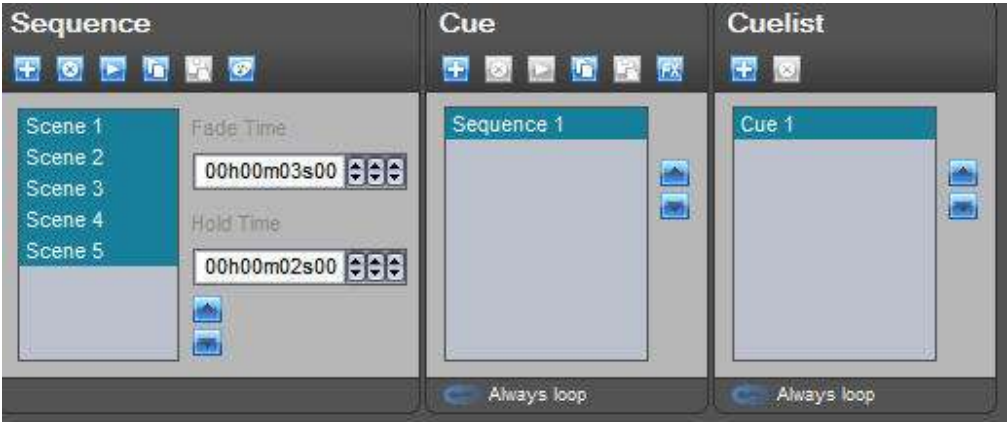 Sequence
Scene 1
Scene 2
Scene 3
Scene 4
Scene 5
Fade Time
00h00m03s00
Hold Time
00h00m02s00
Cue
FX
Sequence 1
Always loop
Cuelist
Cue 1
Always loop